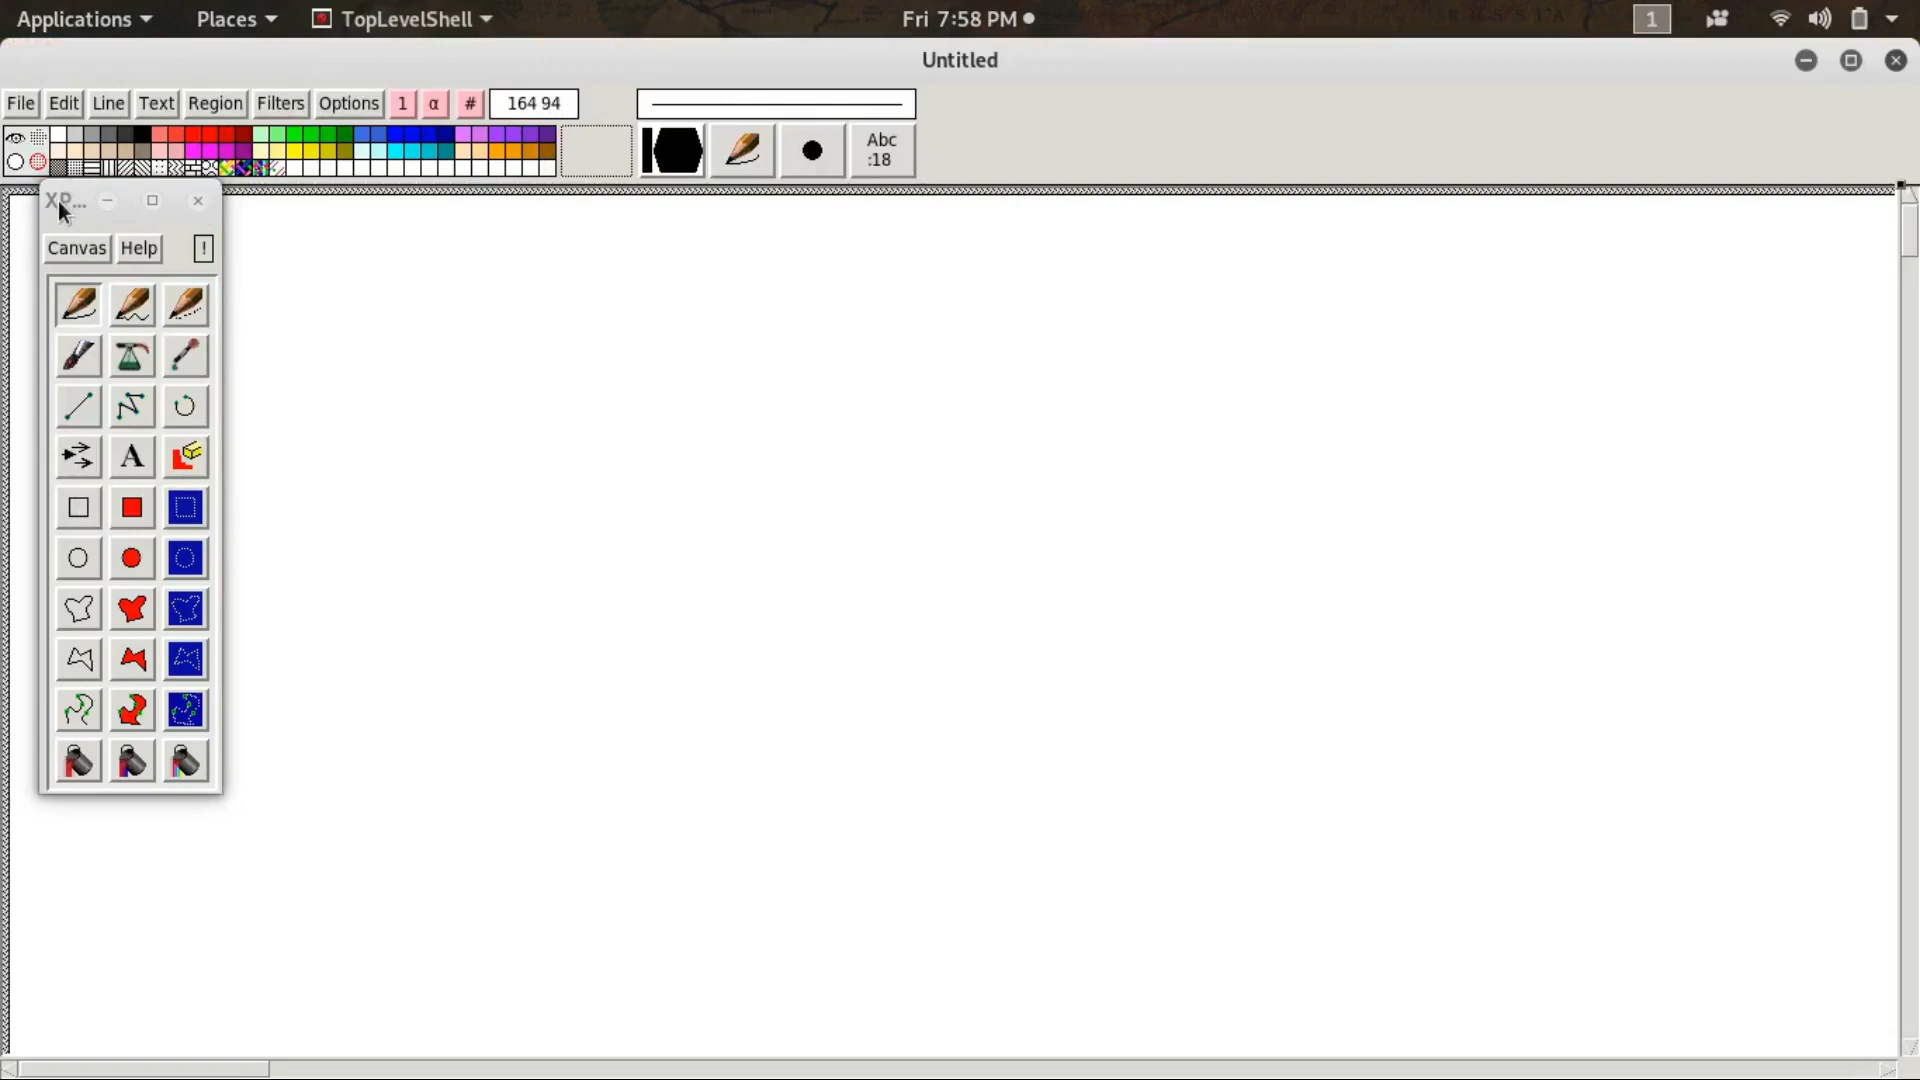 Applications Places TopLevelShell Fri 7:58 PM 1
Untitled
File Edit Line Text Region Filters Options 1 α # 164 94
Abc
:18
XP...
Canvas Help !
A